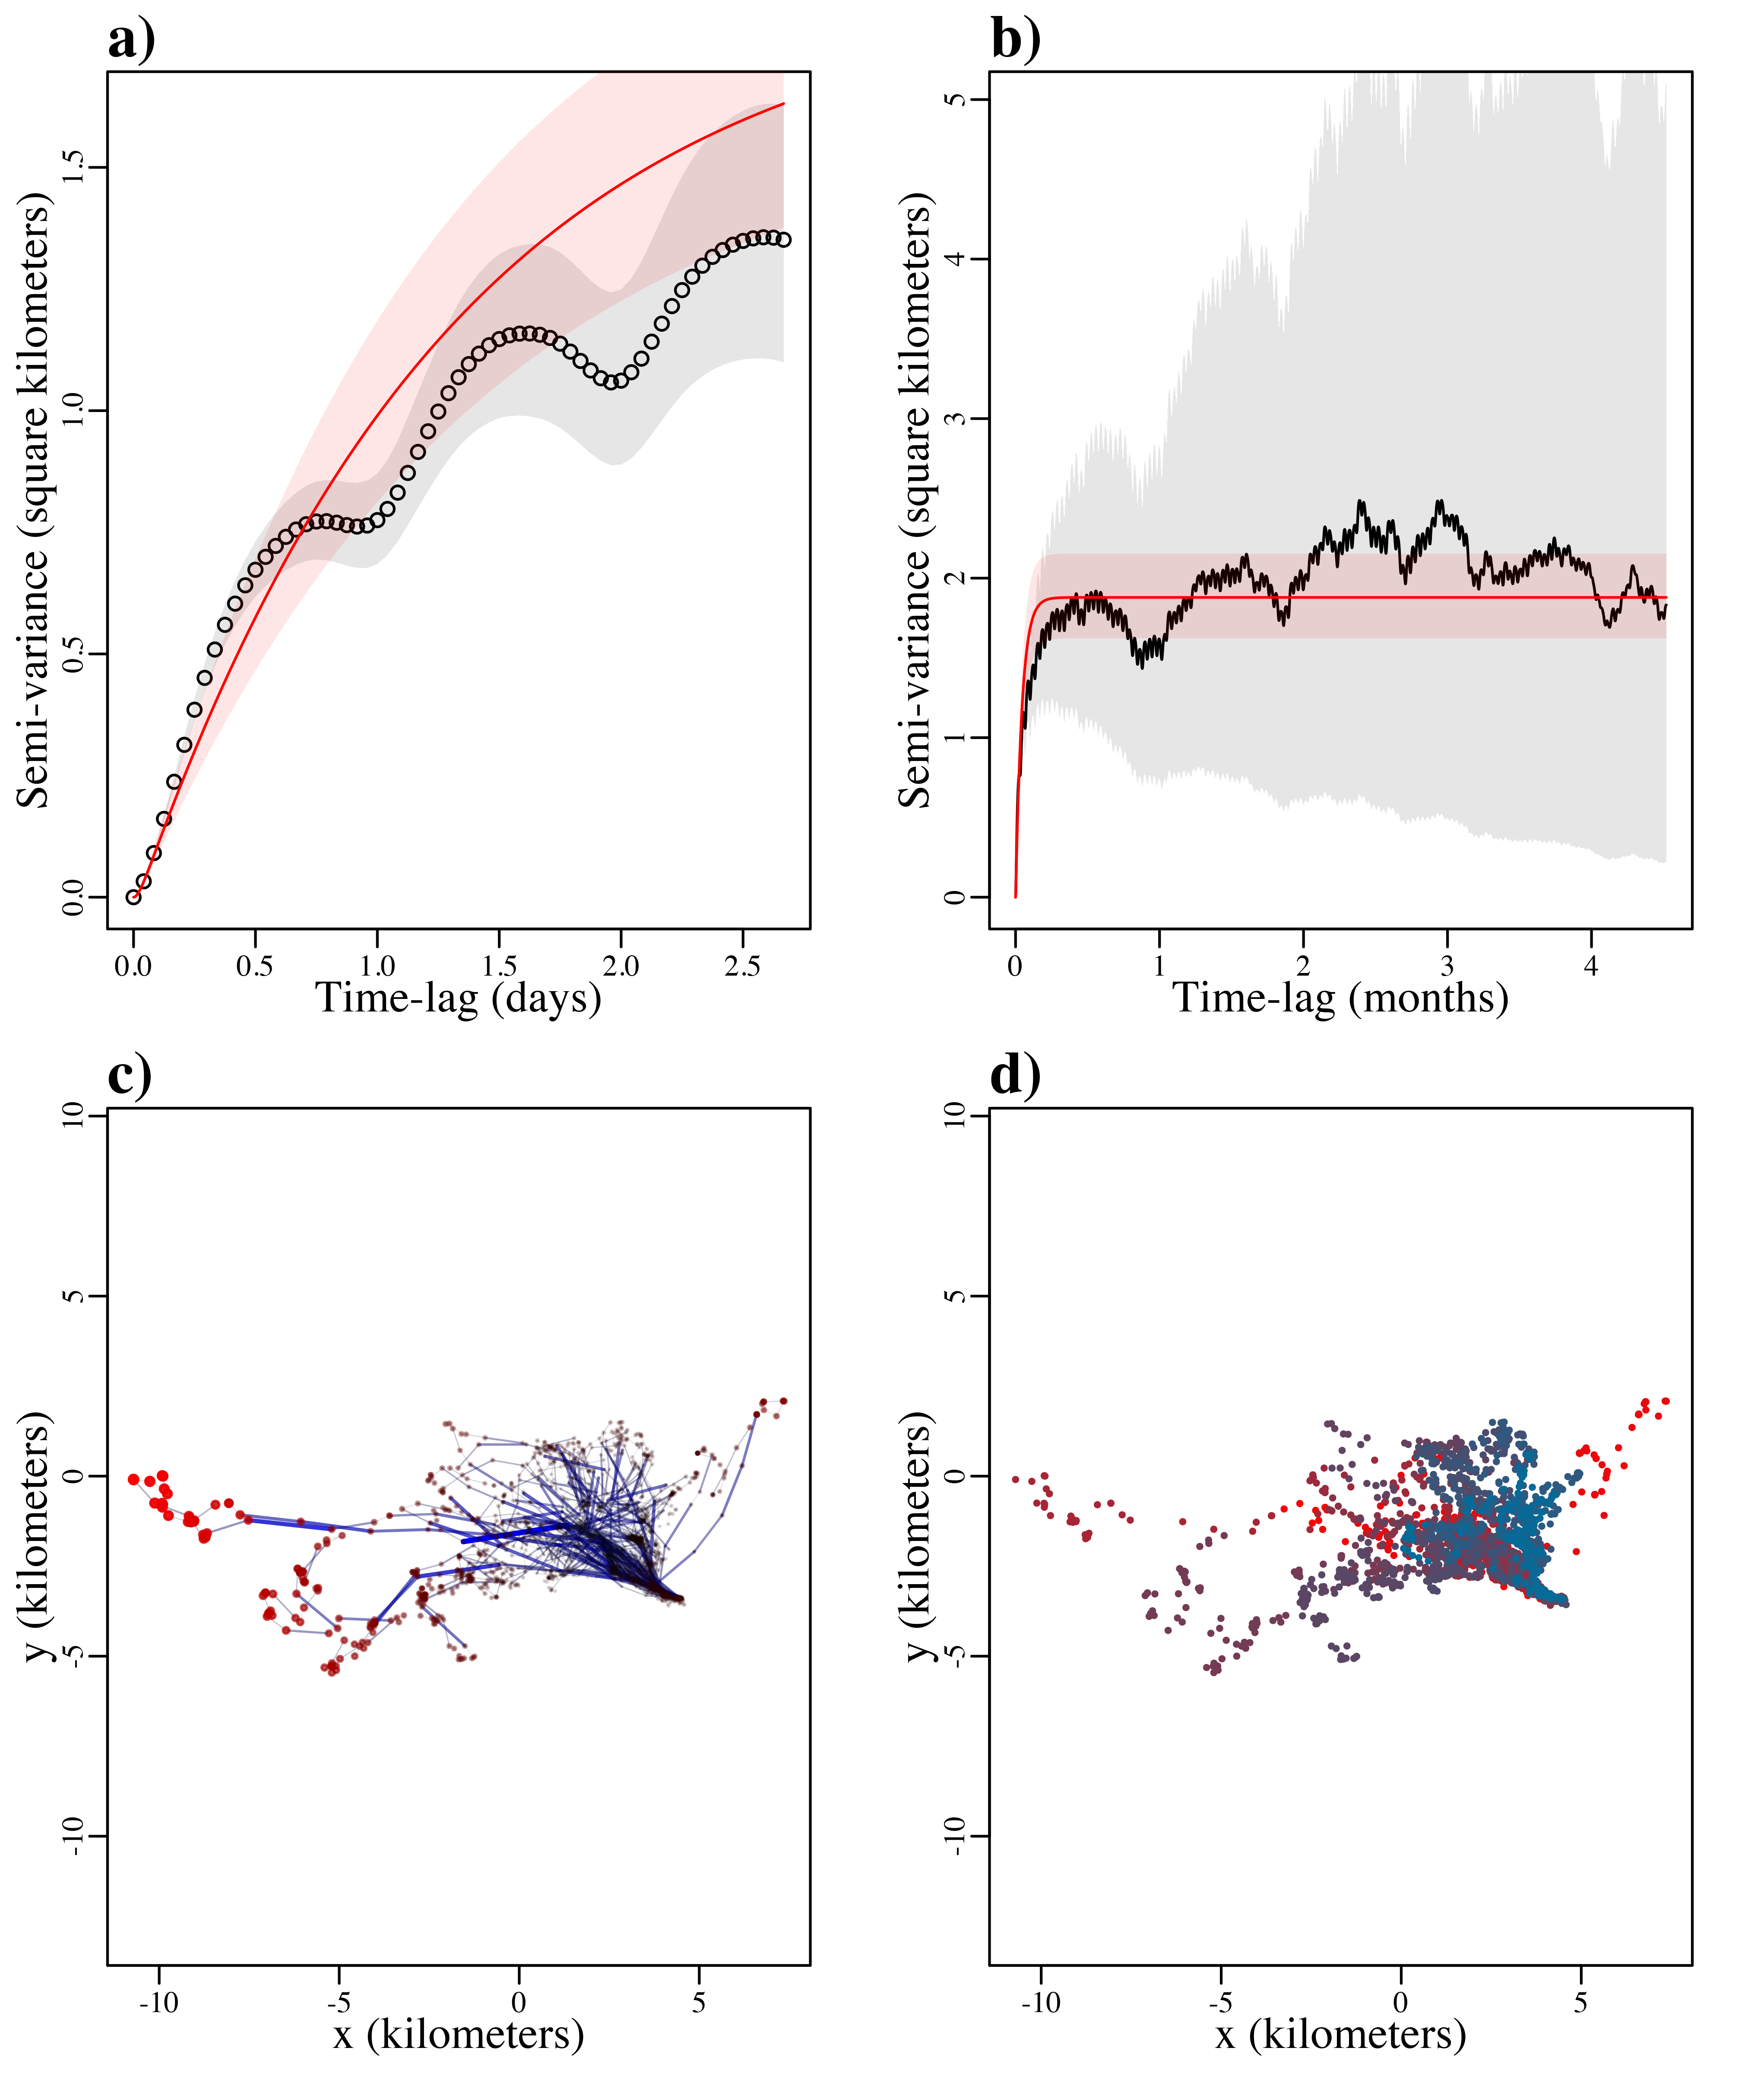 a)
Semi-variance (square kilometers)
0.0 0.5 1.0 1.5
0.0 0.5 1.0 1.5 2.0 2.5
Time-lag (days)
b)
Semi-variance (square kilometers)
0 1 2 3 4 5
0 1 2 3 4
Time-lag (months)
c)
y (kilometers)
-10 -5 0 5 10
-10 -5 0 5
x (kilometers)
d)
y (kilometers)
-10 -5 0 5 10
-10 -5 0 5
x (kilometers)